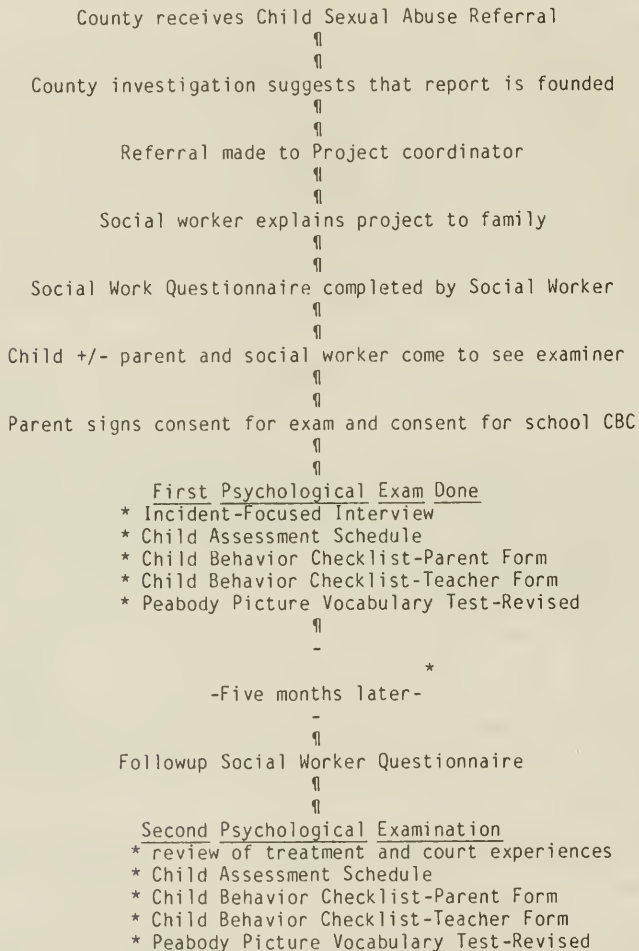 County receives Child Sexual Abuse Referral
¶
¶
County investigation suggests that report is founded
¶
¶
Referral made to Project coordinator
¶
¶
Social worker explains project to family
¶
¶
Social Work Questionnaire completed by Social Worker
¶
¶
Child +/- parent and social worker come to see examiner
¶
¶
Parent signs consent for exam and consent for school CBC
¶
¶
First Psychological Exam Done
* Incident-Focused Interview
* Child Assessment Schedule
* Child Behavior Checklist-Parent Form
* Child Behavior Checklist-Teacher Form
* Peabody Picture Vocabulary Test-Revised
¶
-
*
-Five months later-
-
¶
Followup Social Worker Questionnaire
¶
¶
Second Psychological Examination
* review of treatment and court experiences
* Child Assessment Schedule
* Child Behavior Checklist-Parent Form
* Child Behavior Checklist-Teacher Form
* Peabody Picture Vocabulary Test-Revised